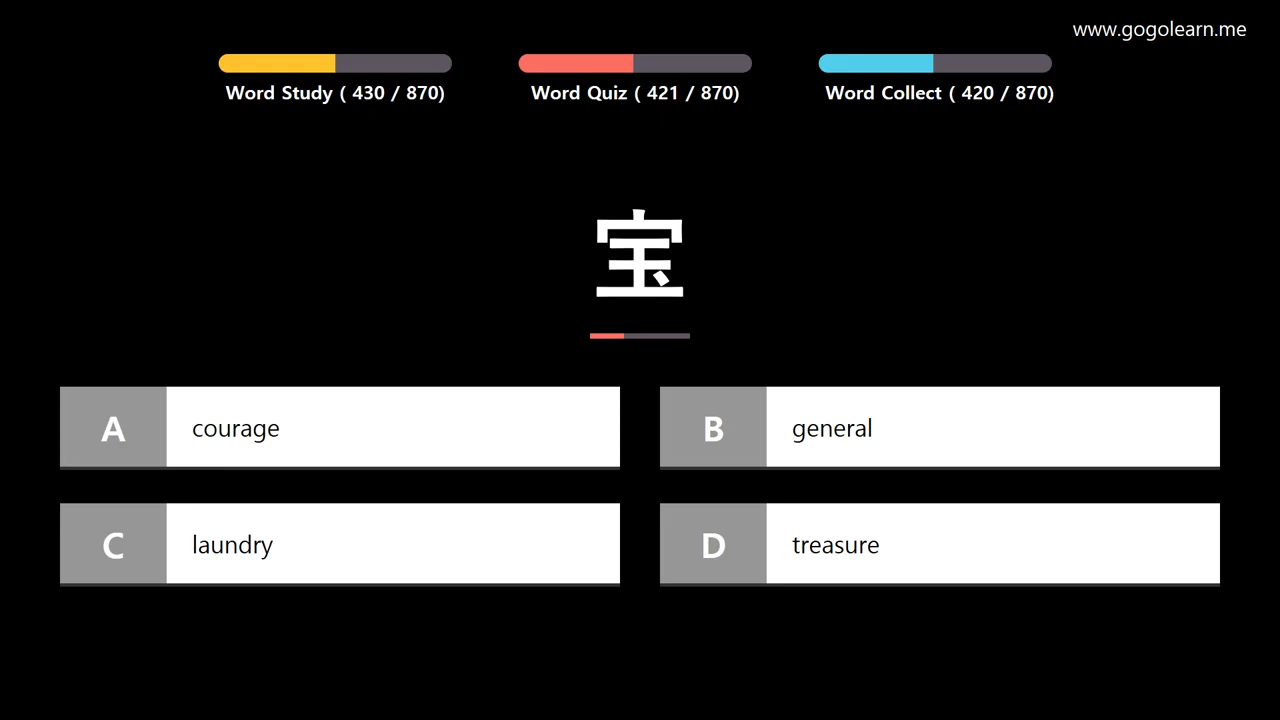 www.gogolearn.me
Word Study ( 430 / 870)
Word Quiz ( 421 / 870)
Word Collect ( 420 / 870)
宝
A courage
B general
C laundry
D treasure